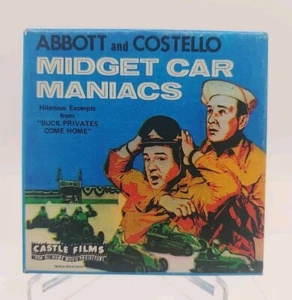 ABBOTT and COSTELLO
MIDGET CAR
MANIACS
Hilarious Excerpts
from
"BUCK PRIVATES
COME HOME"
CASTLE FILMS